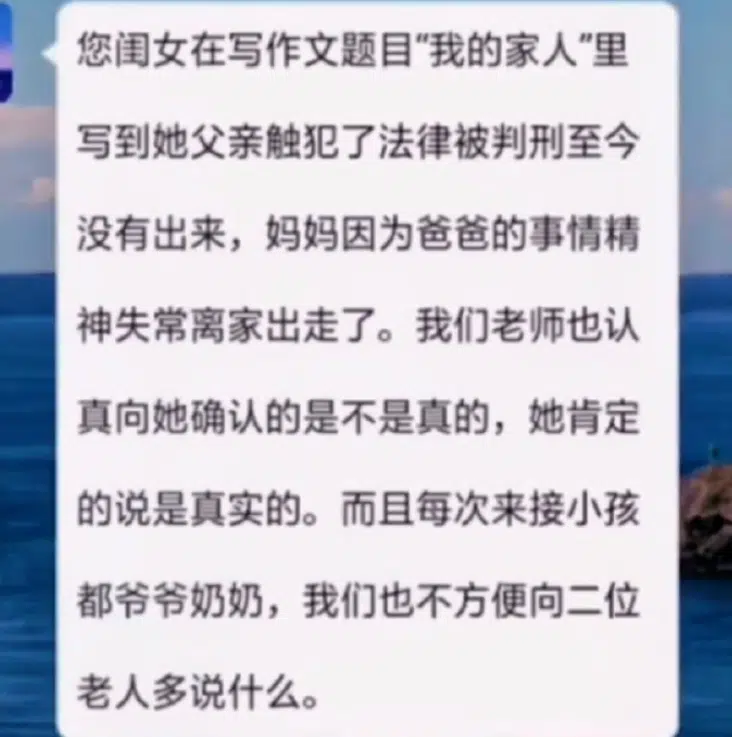 您闺女在写作文题目“我的家人”里
写到她父亲触犯了法律被判刑至今
没有出来，妈妈因为爸爸的事情精
神失常离家出走了。我们老师也认
真向她确认的是不是真的，她肯定
的说是真实的。而且每次来接小孩
都爷爷奶奶，我们也不方便向二位
老人多说什么。